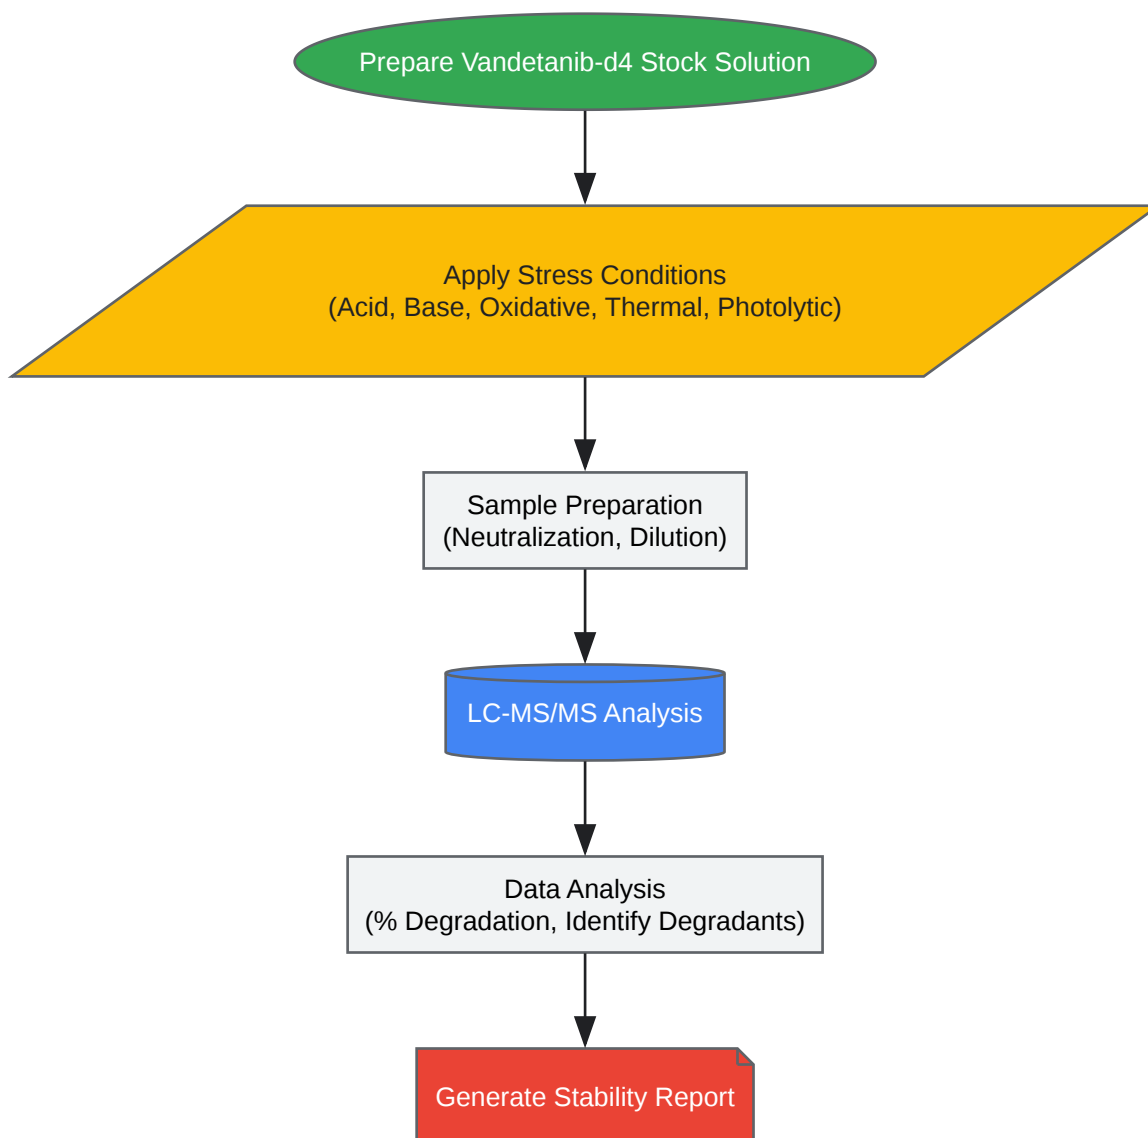 Prepare Vandetanib-d4 Stock Solution
Apply Stress Conditions
(Acid, Base, Oxidative, Thermal, Photolytic)
Sample Preparation
(Neutralization, Dilution)
LC-MS/MS Analysis
Data Analysis
(% Degradation, Identify Degradants)
Generate Stability Report